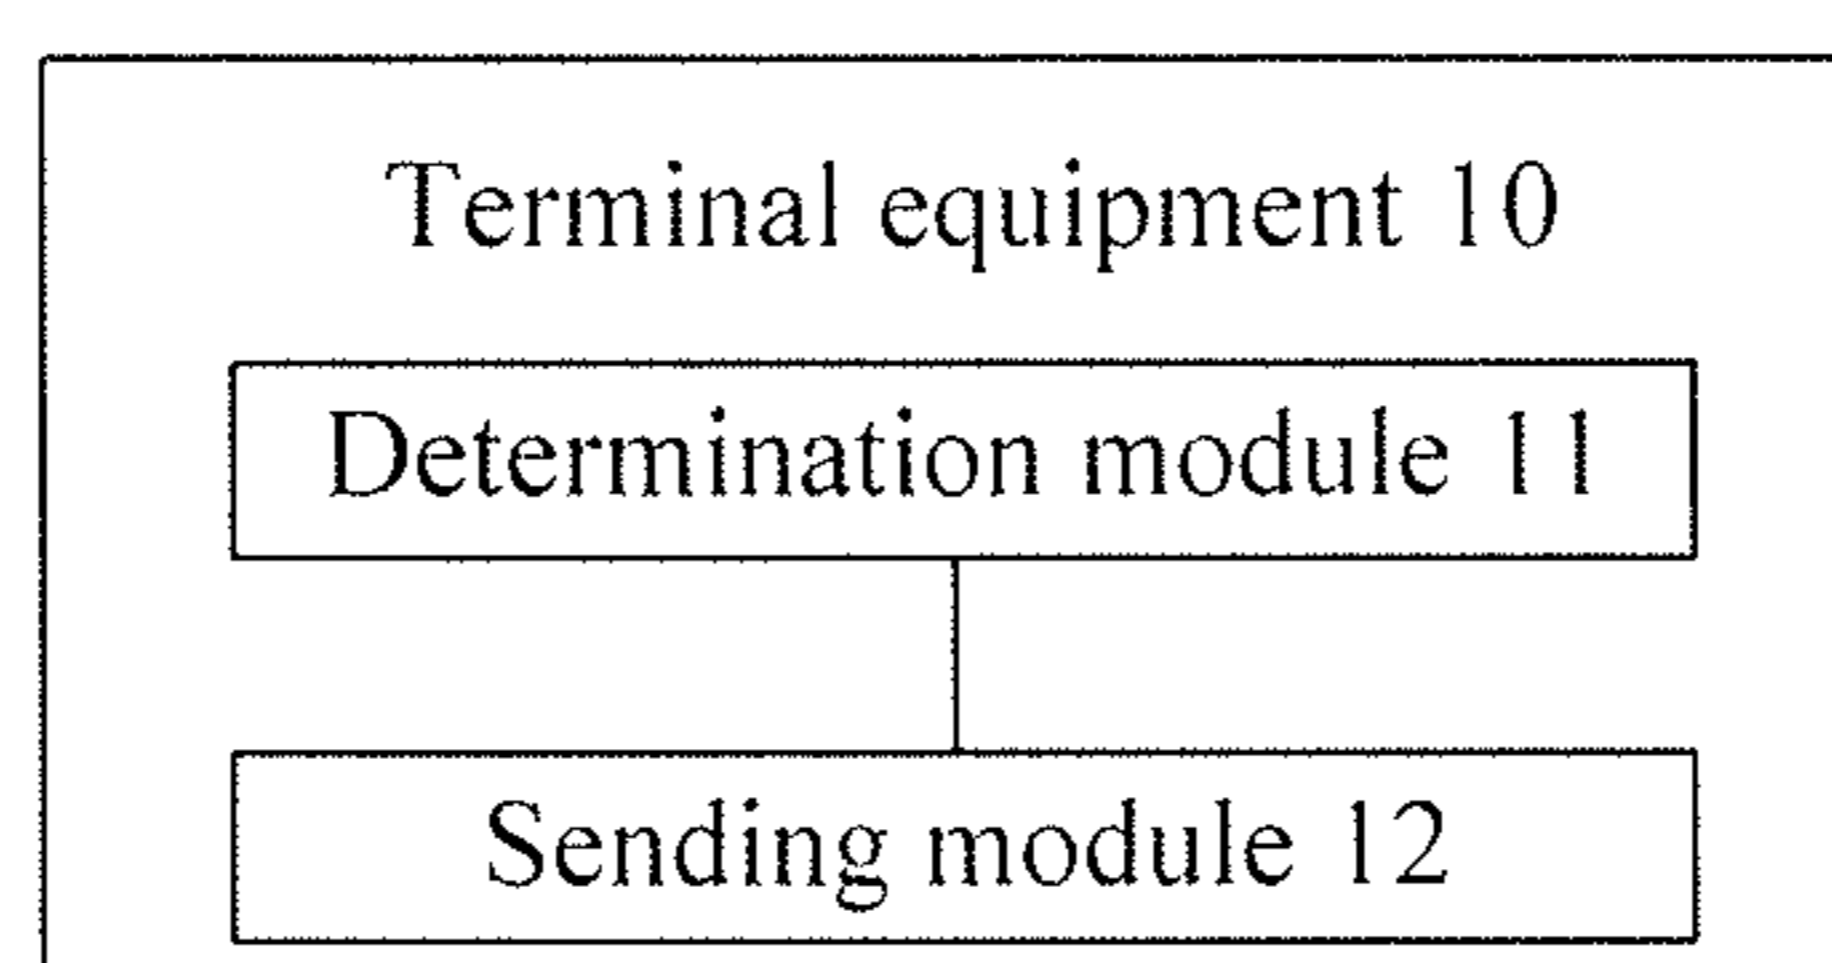 Terminal equipment 10
Determination module 11
Sending module 12